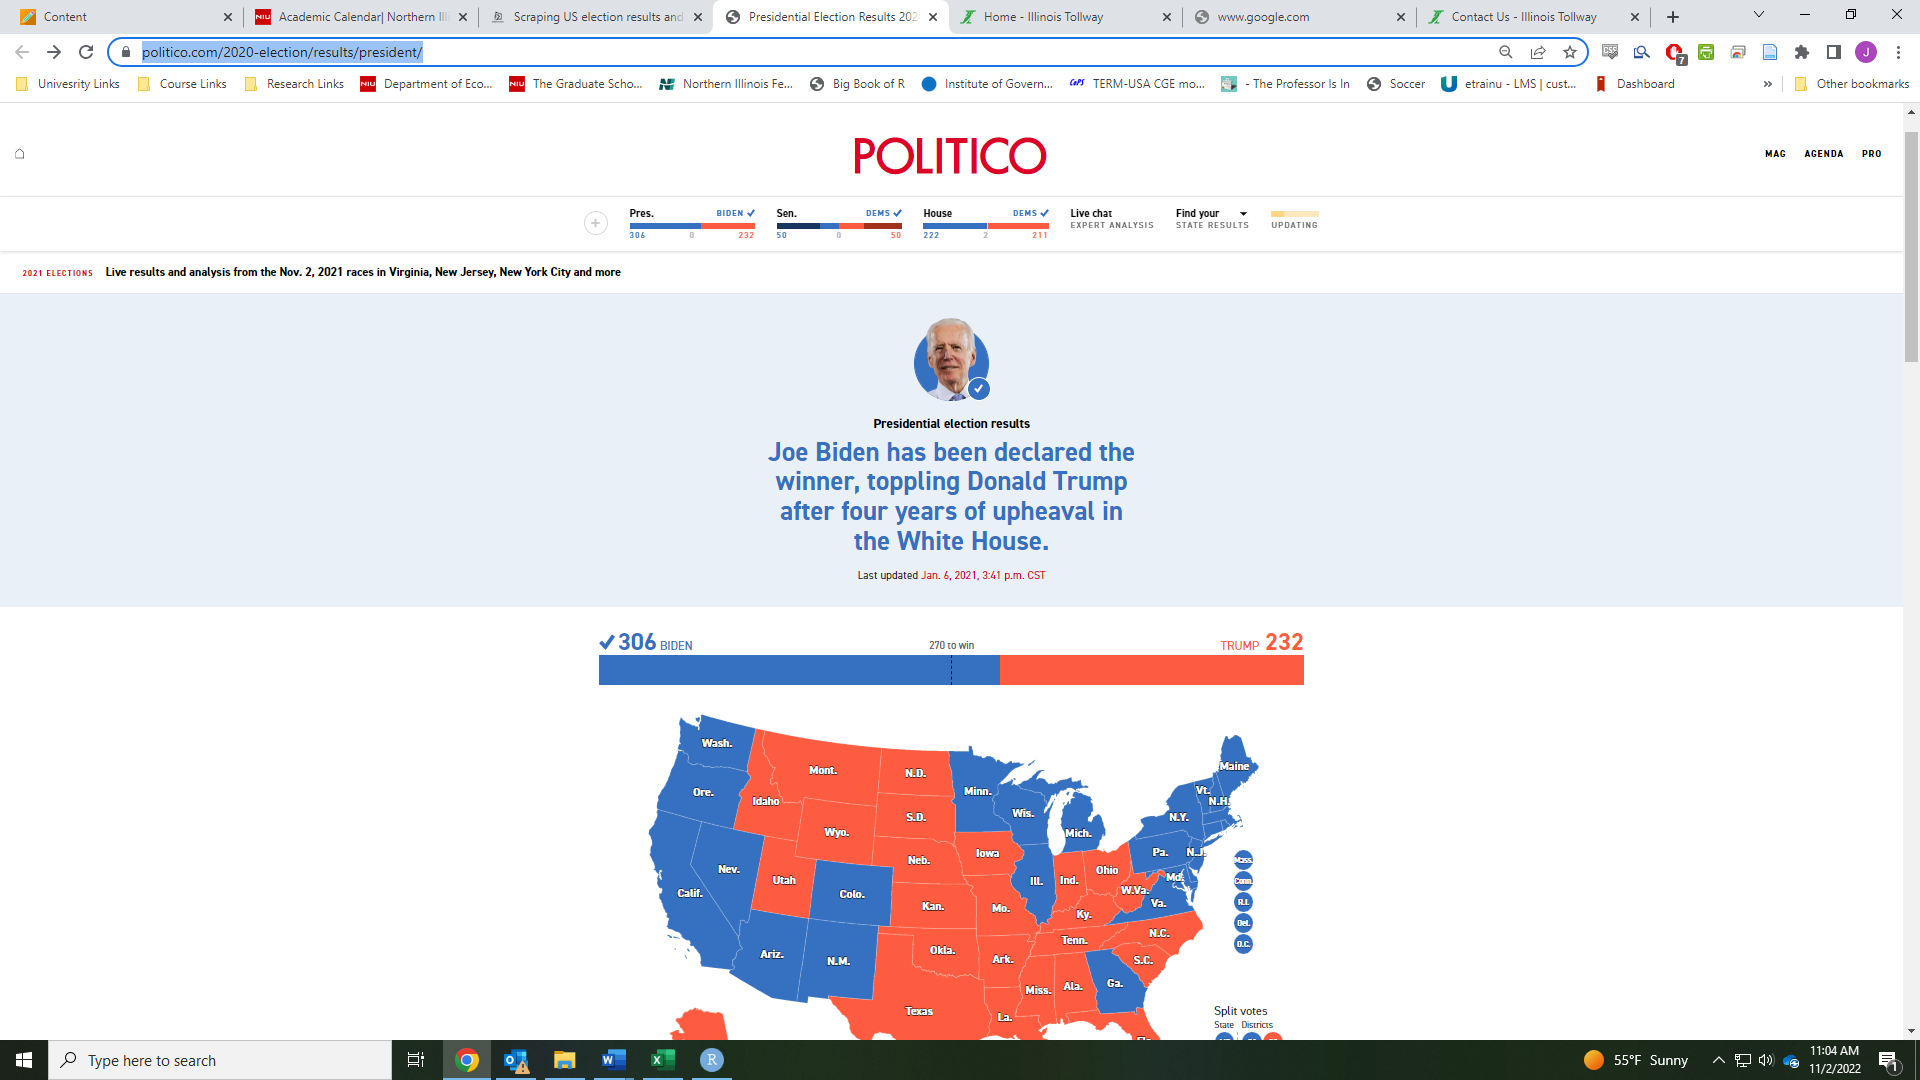 Content
Academic Calendar| Northern Illi
Scraping US election results and
Presidential Election Results 202
Home - Illinois Tollway
www.google.com
Contact Us - Illinois Tollway
politico.com/2020-election/results/president/
7
J
Univesrity Links
Course Links
Research Links
NIU Department of Eco...
NIU The Graduate Scho...
Northern Illinois Fe...
Big Book of R
Institute of Govern...
CoPS TERM-USA CGE mo...
- The Professor Is In
Soccer
etrainu - LMS | cust...
Dashboard
»
Other bookmarks
POLITICO
MAG AGENDA PRO
Pres. BIDEN
306 0 232
Sen. DEMS
50 0 50
House DEMS
222 2 211
Live chat
EXPERT ANALYSIS
Find your
STATE RESULTS
UPDATING
2021 ELECTIONS Live results and analysis from the Nov. 2, 2021 races in Virginia, New Jersey, New York City and more
Presidential election results
Joe Biden has been declared the
winner, toppling Donald Trump
after four years of upheaval in
the White House.
Last updated Jan. 6, 2021, 3:41 p.m. CST
306 BIDEN
270 to win
TRUMP 232
Wash.
Mont.
N.D.
Maine
Ore.
Idaho
Minn.
Vt.
N.H.
S.D.
Wis.
N.Y.
Wyo.
Mich.
Neb.
Iowa
Pa.
N.J.
Mass.
Nev.
Utah
Ohio
Ill.
Ind.
Md.
Conn.
Calif.
Colo.
W.Va.
Kan.
Mo.
Ky.
Va.
R.I.
Del.
Ariz.
N.M.
Okla.
Tenn.
N.C.
D.C.
Ark.
S.C.
Miss.
Ala.
Ga.
Texas
La.
Split votes
State Districts
Type here to search
55°F Sunny
11:04 AM
11/2/2022
1